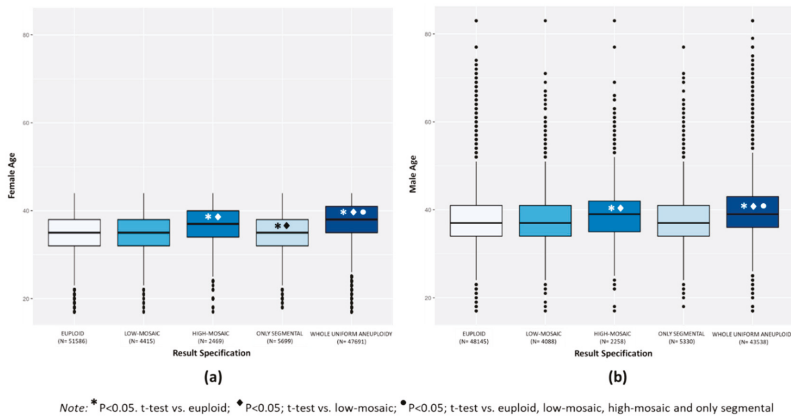 80
60
40
20
Female Age
EUPLOID
(N= 51586)
LOW-MOSAIC
(N= 4415)
HIGH-MOSAIC
(N= 2469)
ONLY SEGMENTAL
(N= 5699)
WHOLE UNIFORM ANEUPLOIDY
(N= 47691)
Result Specification
(a)
80
60
40
20
Male Age
EUPLOID
(N= 48145)
LOW-MOSAIC
(N= 4088)
HIGH-MOSAIC
(N= 2258)
ONLY SEGMENTAL
(N= 5330)
WHOLE UNIFORM ANEUPLOID
(N= 43538)
Result Specification
(b)
Note: * P<0.05. t-test vs. euploid; ♦ P<0.05; t-test vs. low-mosaic; ● P<0.05; t-test vs. euploid, low-mosaic, high-mosaic and only segmental